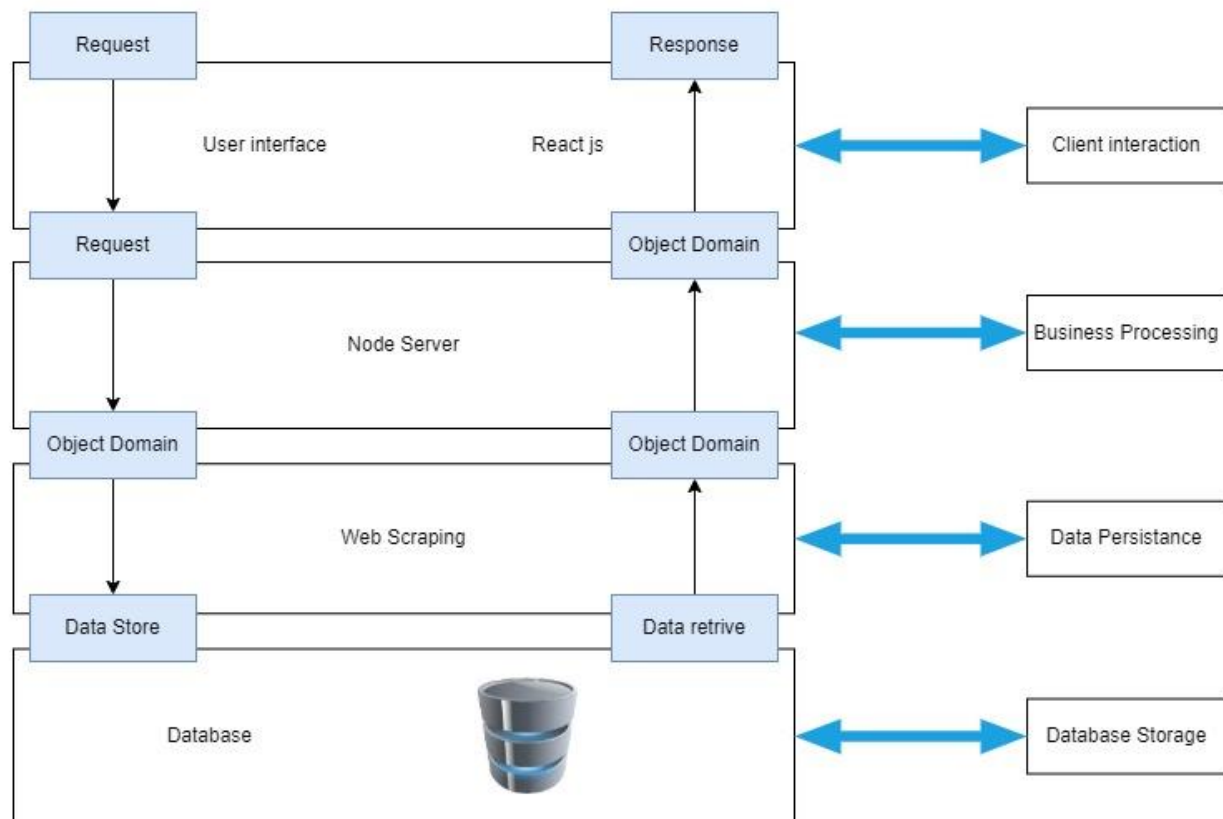 Request
Response
User interface
React js
Client interaction
Request
Object Domain
Node Server
Business Processing
Object Domain
Object Domain
Web Scraping
Data Persistance
Data Store
Data retrive
Database
Database Storage